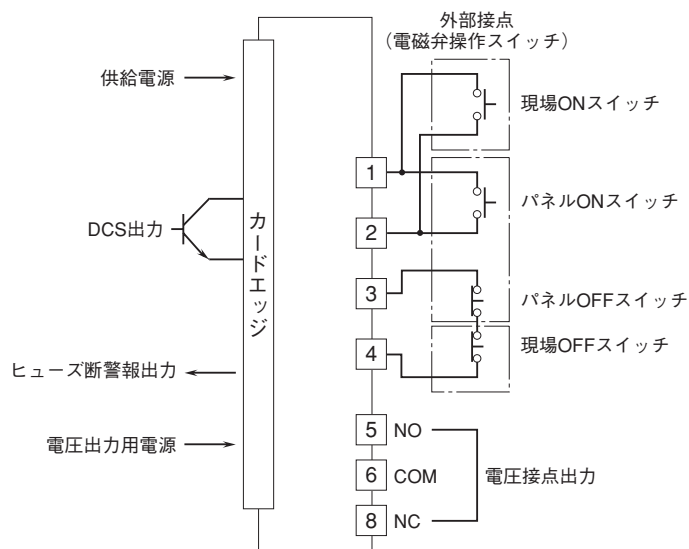 外部接点
（電磁弁操作スイッチ）
供給電源
現場ONスイッチ
1
パネルONスイッチ
2
DCS出力
カードエッジ
3
パネルOFFスイッチ
4
現場OFFスイッチ
ヒューズ断警報出力
5 NO
電圧出力用電源
6 COM
電圧接点出力
8 NC